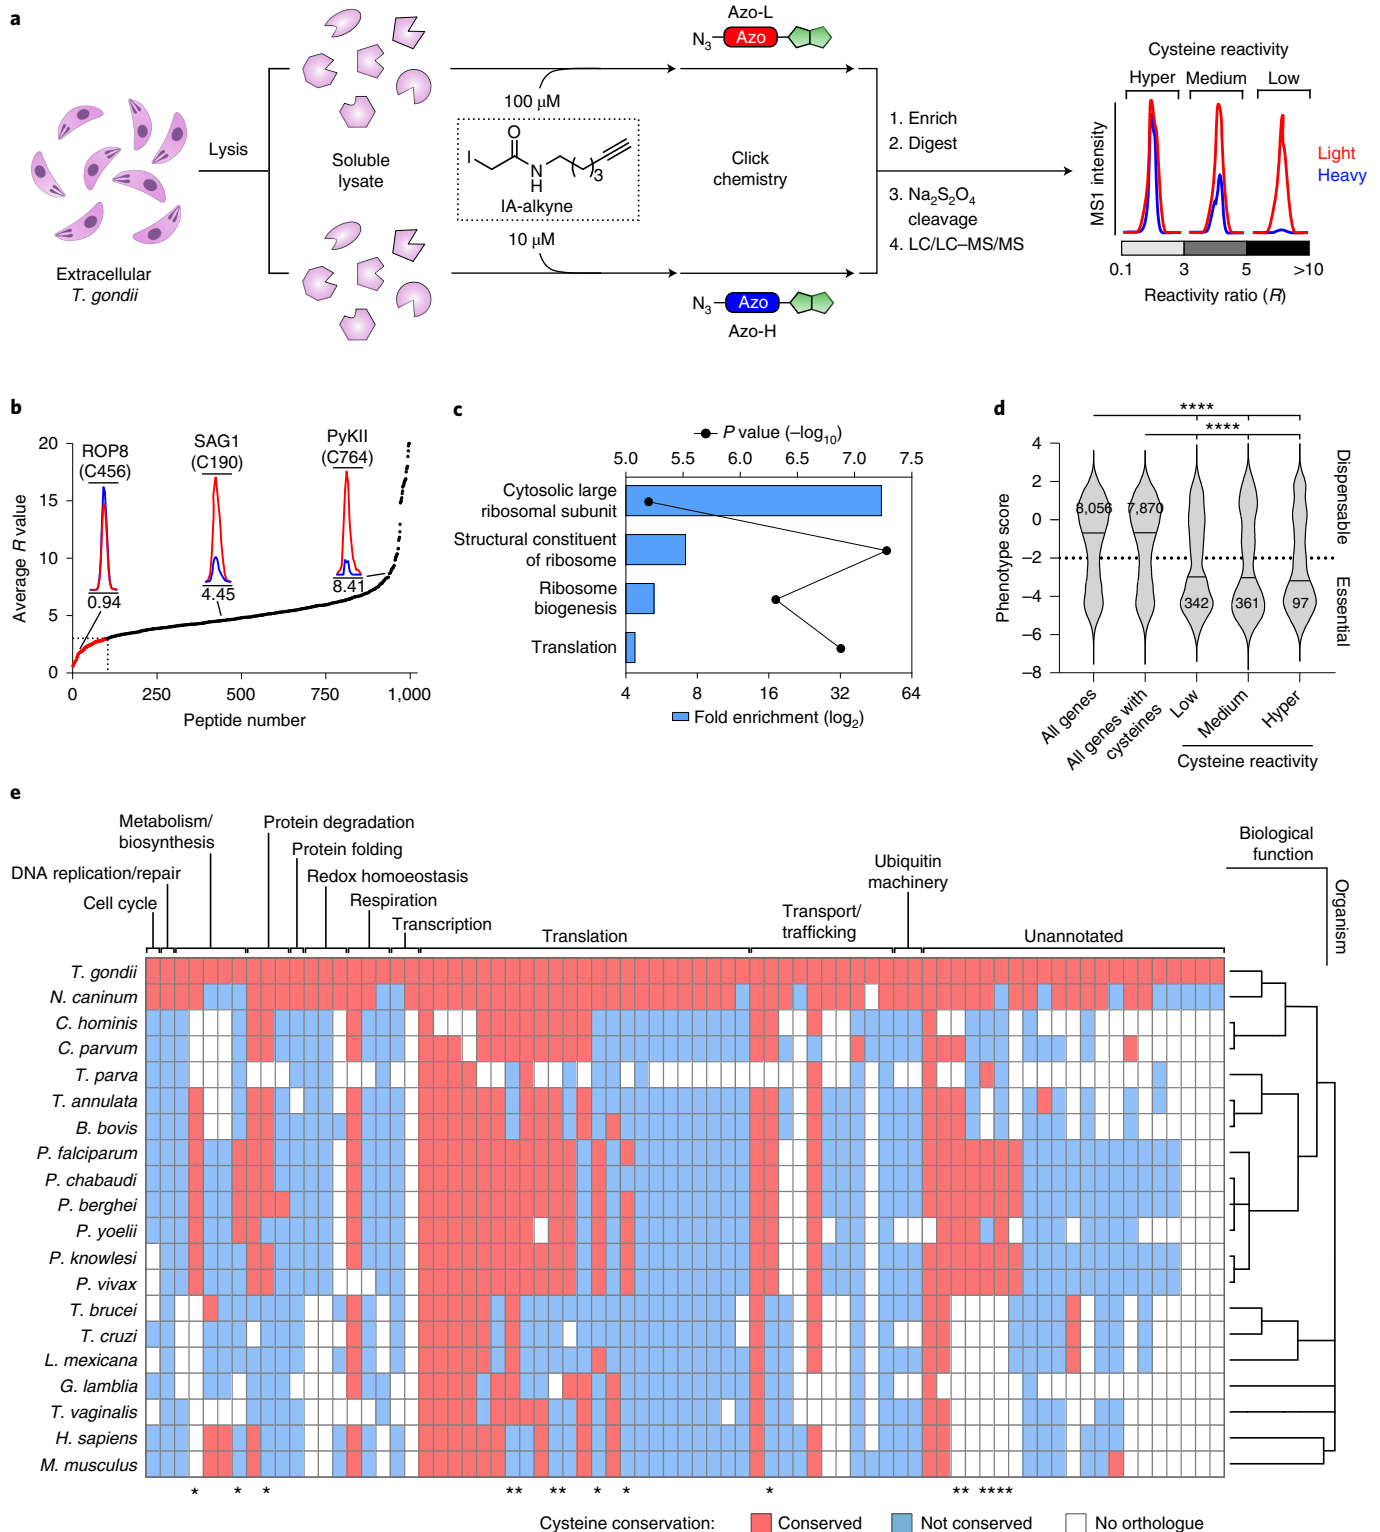 a
Azo-L
N3
Azo
100 µM
Lysis
Soluble
lysate
O
I
N
H
3
IA-alkyne
Click
chemistry
10 µM
Extracellular
T. gondii
N3
Azo
Azo-H
1. Enrich
2. Digest
3. Na2S2O4
cleavage
4. LC/LC–MS/MS
Cysteine reactivity
Hyper Medium Low
MS1 intensity
Light
Heavy
0.1 3 5 >10
Reactivity ratio (R)
b
Average R value
20
15
10
5
0
ROP8
(C456)
0.94
SAG1
(C190)
4.45
PyKII
(C764)
8.41
0 250 500 750 1,000
Peptide number
c
P value (–log10)
5.0 5.5 6.0 6.5 7.0 7.5
Cytosolic large
ribosomal subunit
Structural constituent
of ribosome
Ribosome
biogenesis
Translation
4 8 16 32 64
Fold enrichment (log2)
d
****
****
Phenotype score
4
2
0
–2
–4
–6
–8
8,056
7,870
342
361
97
Dispensable
Essential
All genes
All genes with
cysteines
Low
Medium
Hyper
Cysteine reactivity
e
Metabolism/
biosynthesis
Protein degradation
Protein folding
DNA replication/repair
Redox homoeostasis
Cell cycle
Respiration
Transcription
Translation
Transport/
trafficking
Ubiquitin
machinery
Unannotated
Biological
function
Organism
T. gondii
N. caninum
C. hominis
C. parvum
T. parva
T. annulata
B. bovis
P. falciparum
P. chabaudi
P. berghei
P. yoelii
P. knowlesi
P. vivax
T. brucei
T. cruzi
L. mexicana
G. lamblia
T. vaginalis
H. sapiens
M. musculus
* * * ** ** * * * ** ****
Cysteine conservation: Conserved Not conserved No orthologue